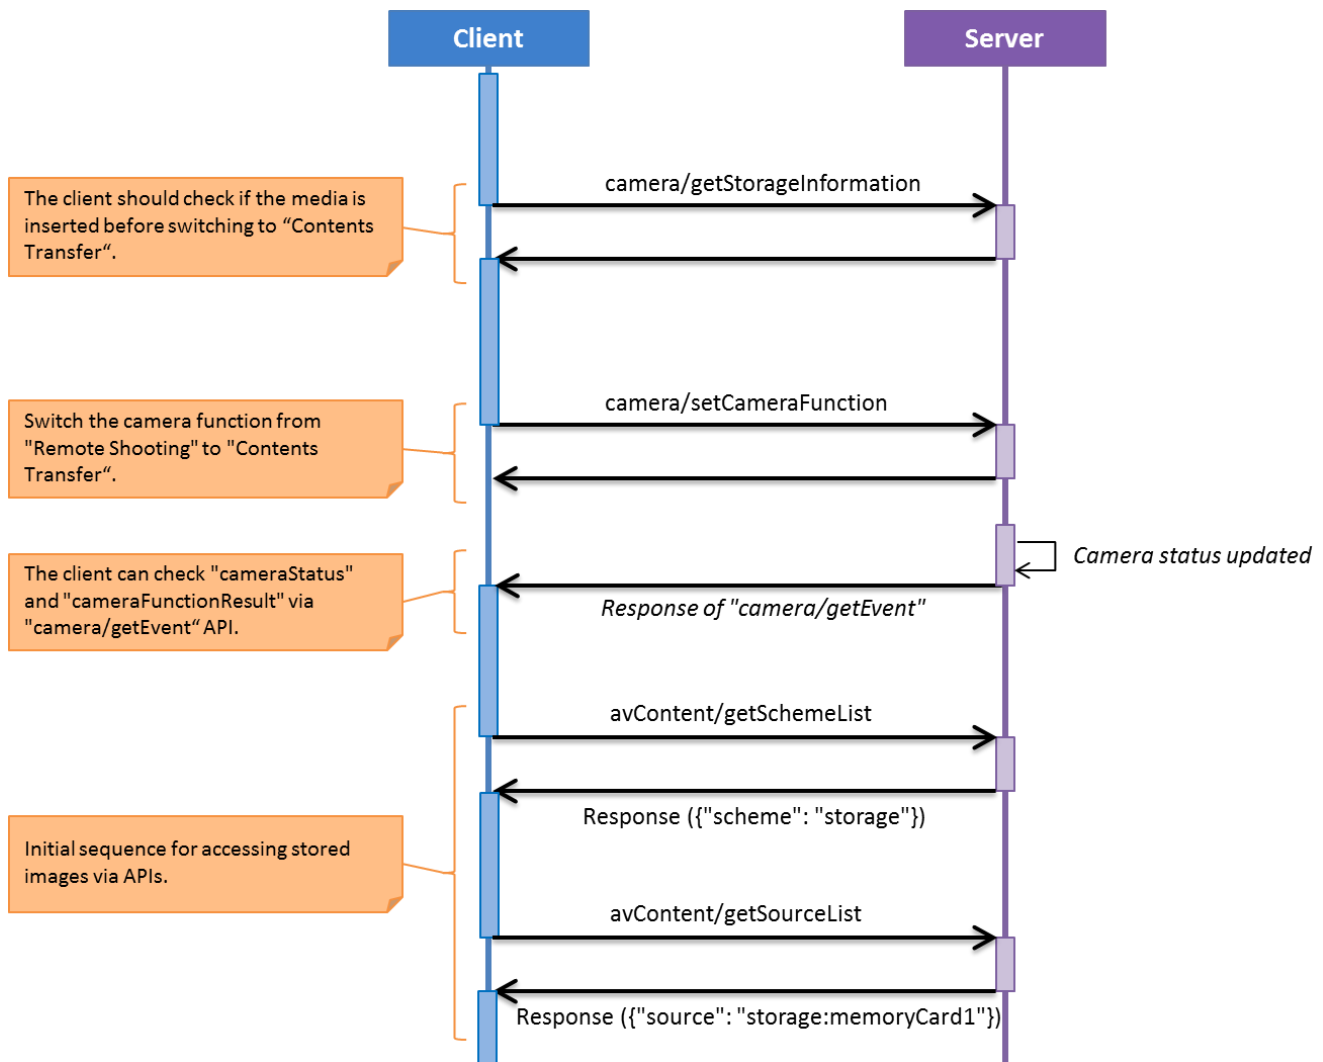 Client
Server
camera/getStorageInformation
The client should check if the media is
inserted before switching to “Contents
Transfer“.
camera/setCameraFunction
Switch the camera function from
"Remote Shooting" to "Contents
Transfer“.
Camera status updated
The client can check "cameraStatus"
and "cameraFunctionResult" via
"camera/getEvent“ API.
Response of "camera/getEvent"
avContent/getSchemeList
Response ({"scheme": "storage"})
Initial sequence for accessing stored
images via APIs.
avContent/getSourceList
Response ({"source": "storage:memoryCard1"})